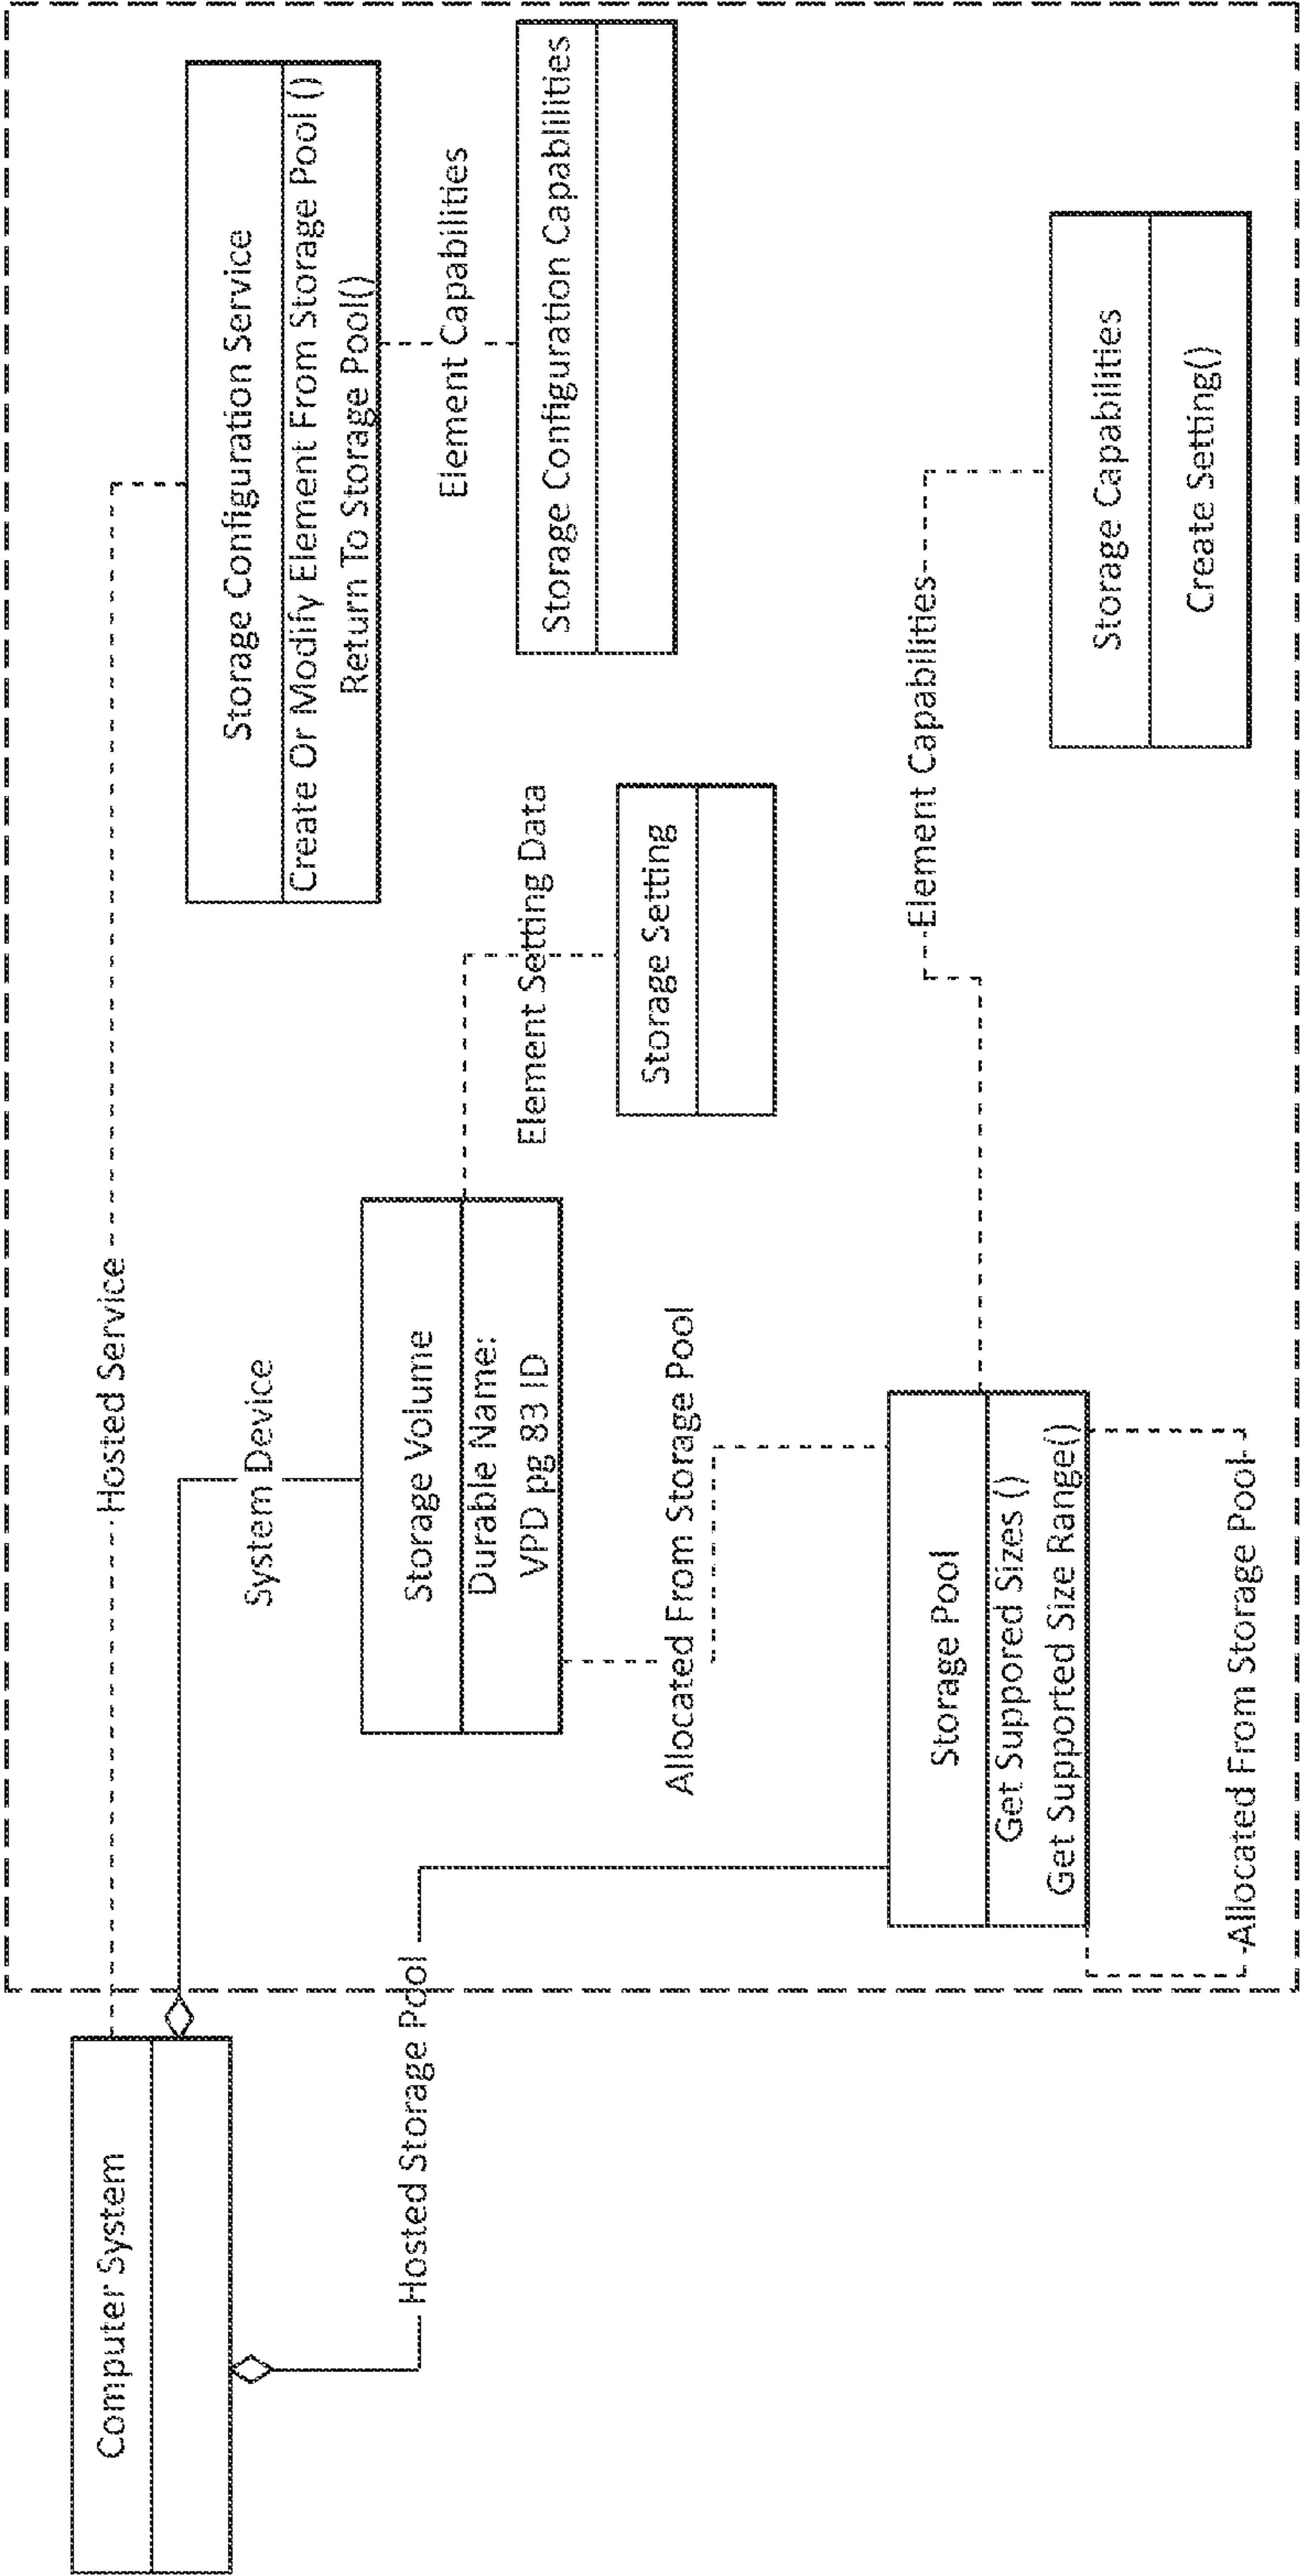 Computer System
Hosted Service
System Device
Hosted Storage Pool
Storage Configuration Service
Create Or Modify Element From Storage Pool ()
Return To Storage Pool()
Element Capabilities
Storage Configuration Capabilities
Storage Volume
Durable Name:
VPD pg 83 ID
Element Setting Data
Storage Setting
Allocated From Storage Pool
Storage Pool
Get Suppored Sizes ()
Get Supported Size Range()
Element Capabilities
Storage Capabilities
Create Setting()
Allocated From Storage Pool